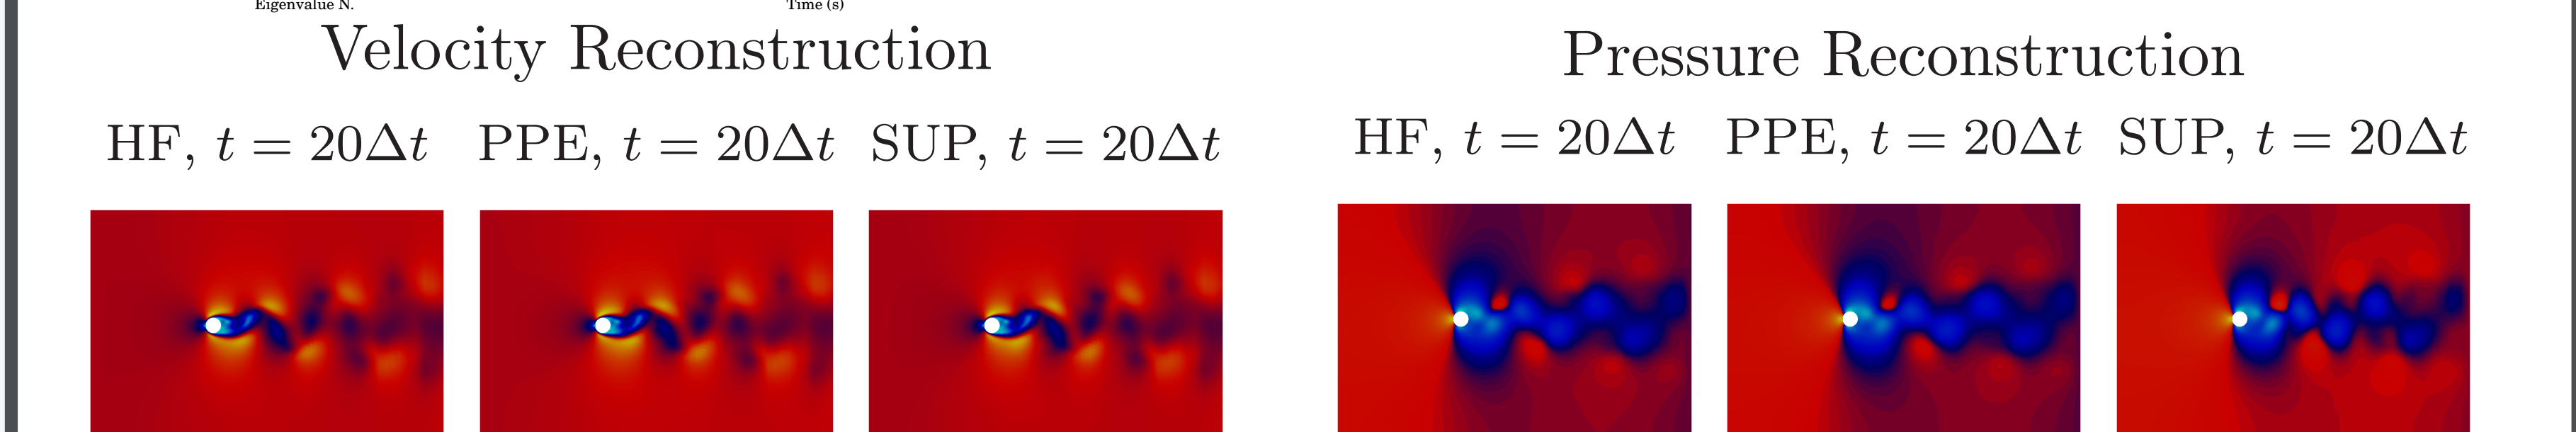 Eigenvalue N.
Time (s)
Velocity Reconstruction
Pressure Reconstruction
HF, t = 20Δt
PPE, t = 20Δt
SUP, t = 20Δt
HF, t = 20Δt
PPE, t = 20Δt
SUP, t = 20Δt